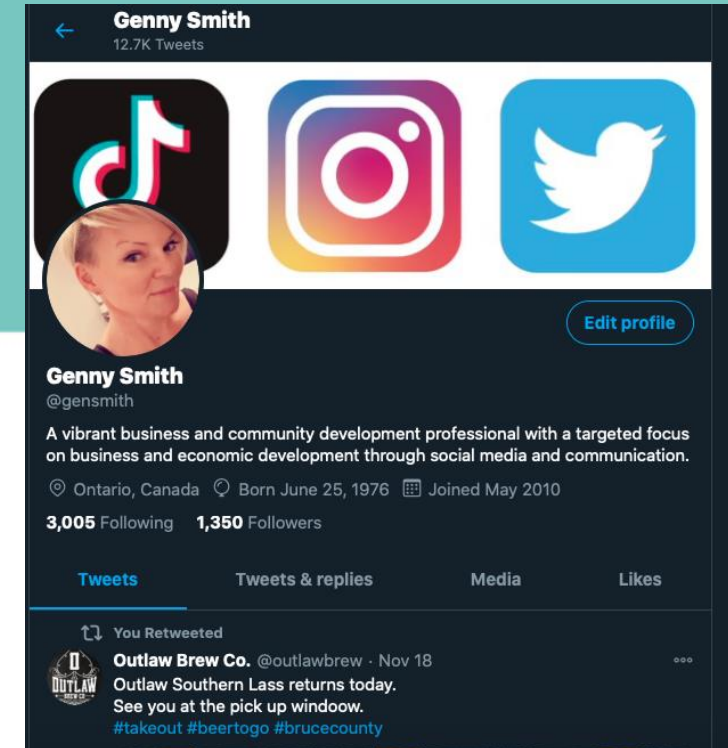 Genny Smith
12.7K Tweets
Edit profile
Genny Smith
@gensmith
A vibrant business and community development professional with a targeted focus
on business and economic development through social media and communication.
Ontario, Canada Born June 25, 1976 Joined May 2010
3,005 Following 1,350 Followers
Tweets Tweets & replies Media Likes
You Retweeted
Outlaw Brew Co. @outlawbrew · Nov 18
OUTLAW
BREW CO
Outlaw Southern Lass returns today.
See you at the pick up windoow.
#takeout #beertogo #brucecounty